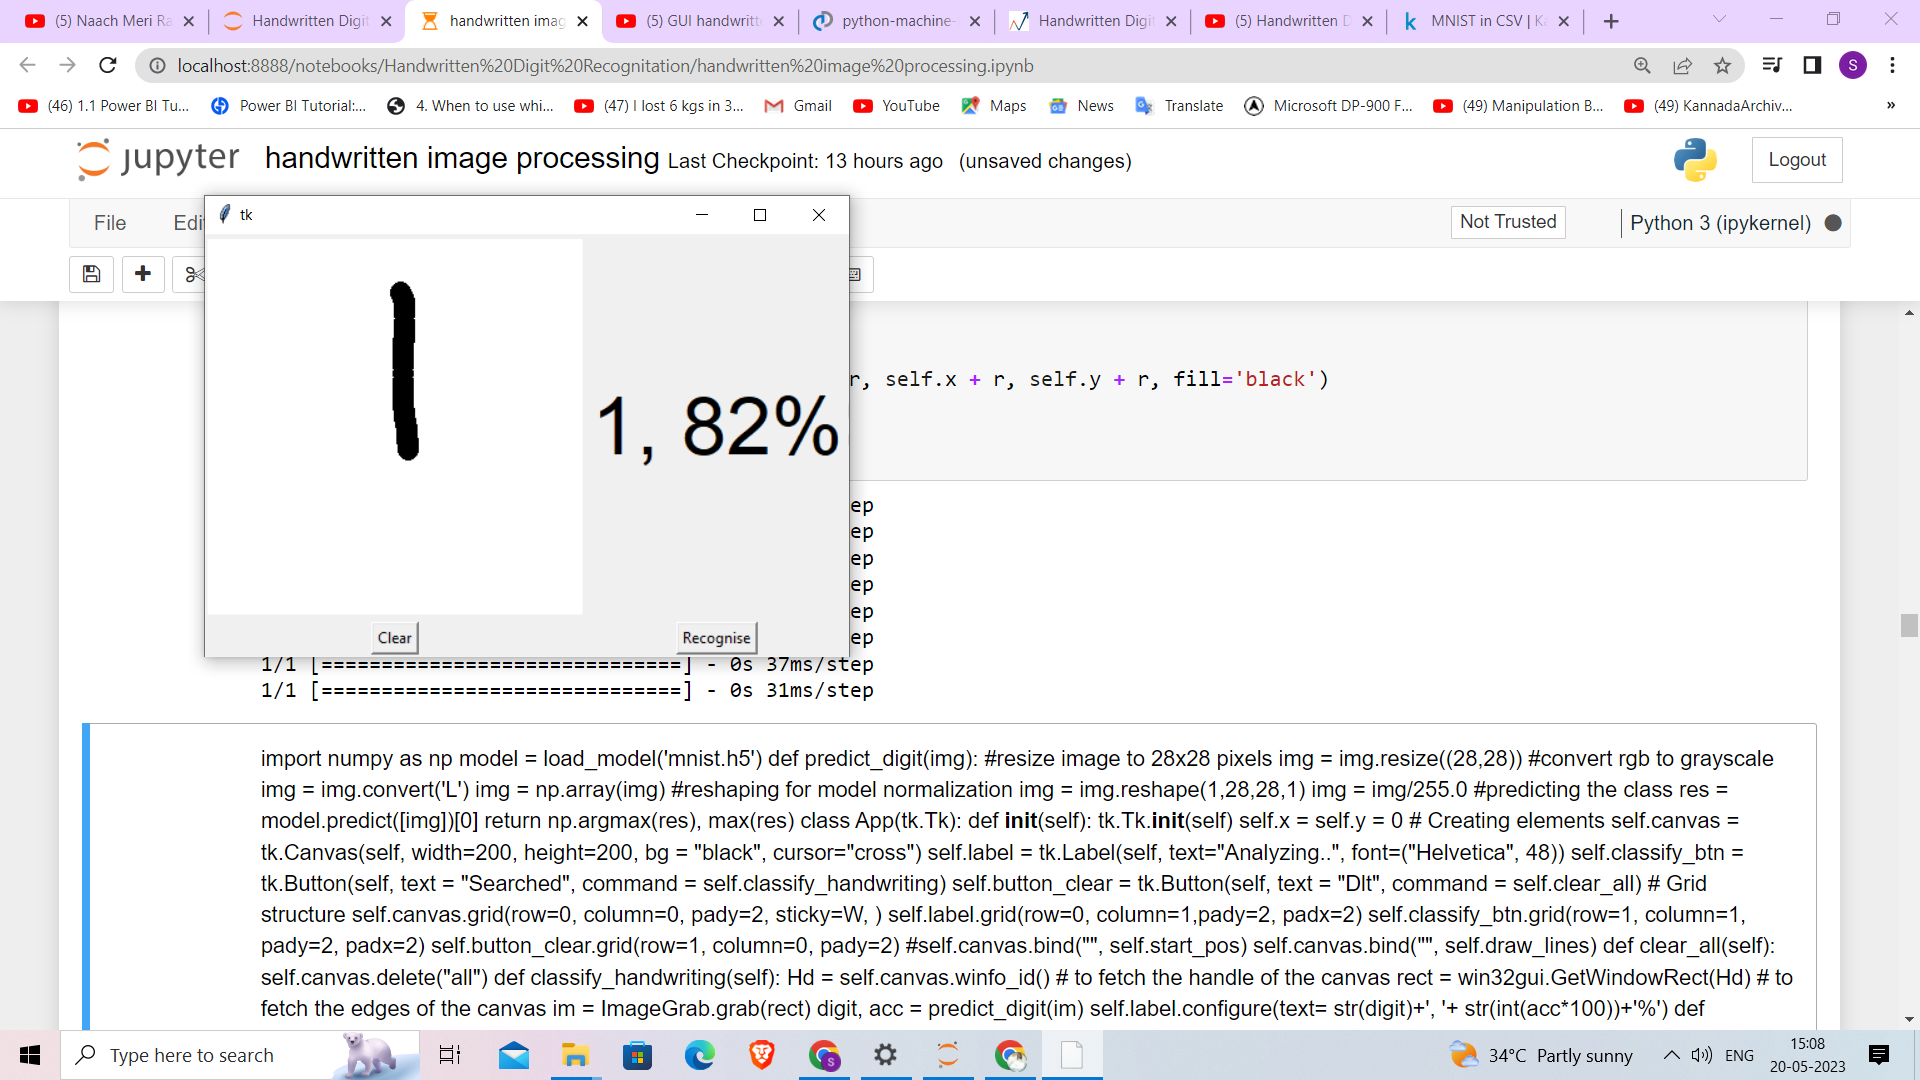 (5) Naach Meri Ra
Handwritten Digit
handwritten imag
(5) GUI handwritt
python-machine-
Handwritten Digi
(5) Handwritten D
MNIST in CSV | Ka
localhost:8888/notebooks/Handwritten%20Digit%20Recognitation/handwritten%20image%20processing.ipynb
S
(46) 1.1 Power BI Tu...
Power BI Tutorial:...
4. When to use whi...
(47) I lost 6 kgs in 3...
Gmail
YouTube
Maps
News
Translate
Microsoft DP-900 F...
(49) Manipulation B...
(49) KannadaArchiv...
»
jupyter handwritten image processing Last Checkpoint: 13 hours ago (unsaved changes)
Logout
File
Edi
Not Trusted
Python 3 (ipykernel)
tk
1, 82%
Clear
Recognise
r, self.x + r, self.y + r, fill='black')
ep
ep
ep
ep
ep
ep
1/1 [==============================] - 0s 37ms/step
1/1 [==============================] - 0s 31ms/step
import numpy as np model = load_model('mnist.h5') def predict_digit(img): #resize image to 28x28 pixels img = img.resize((28,28)) #convert rgb to grayscale
img = img.convert('L') img = np.array(img) #reshaping for model normalization img = img.reshape(1,28,28,1) img = img/255.0 #predicting the class res =
model.predict([img])[0] return np.argmax(res), max(res) class App(tk.Tk): def init(self): tk.Tk.init(self) self.x = self.y = 0 # Creating elements self.canvas =
tk.Canvas(self, width=200, height=200, bg = "black", cursor="cross") self.label = tk.Label(self, text="Analyzing..", font=("Helvetica", 48)) self.classify_btn =
tk.Button(self, text = "Searched", command = self.classify_handwriting) self.button_clear = tk.Button(self, text = "Dlt", command = self.clear_all) # Grid
structure self.canvas.grid(row=0, column=0, pady=2, sticky=W, ) self.label.grid(row=0, column=1,pady=2, padx=2) self.classify_btn.grid(row=1, column=1,
pady=2, padx=2) self.button_clear.grid(row=1, column=0, pady=2) #self.canvas.bind("", self.start_pos) self.canvas.bind("", self.draw_lines) def clear_all(self):
self.canvas.delete("all") def classify_handwriting(self): Hd = self.canvas.winfo_id() # to fetch the handle of the canvas rect = win32gui.GetWindowRect(Hd) # to
fetch the edges of the canvas im = ImageGrab.grab(rect) digit, acc = predict_digit(im) self.label.configure(text= str(digit)+', '+ str(int(acc*100))+'%') def
Type here to search
34°C Partly sunny
ENG
15:08
20-05-2023